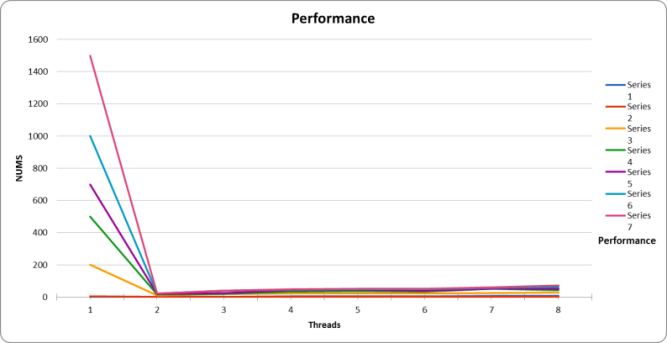 Performance
1600
1400
1200
1000
800
600
400
200
0
NUMS
1 2 3 4 5 6 7 8
Threads
Series
1
Series
2
Series
3
Series
4
Series
5
Series
6
Series
7
Performance